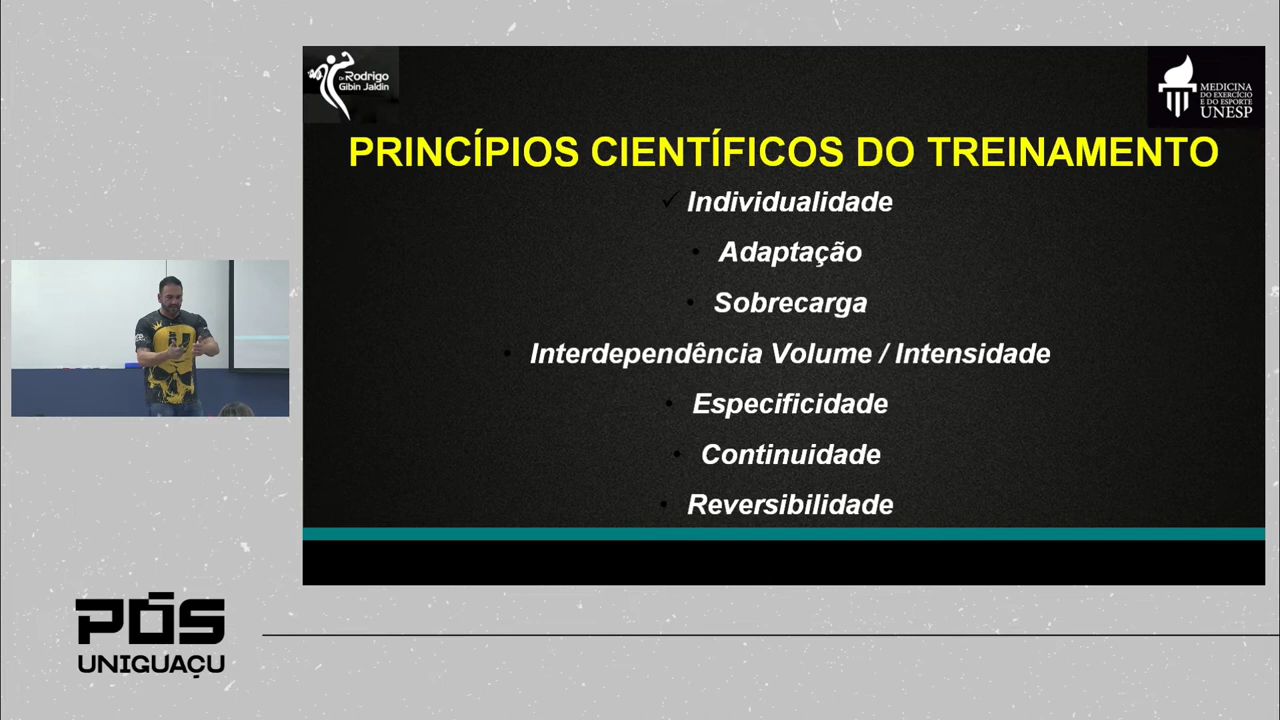 Dr. Rodrigo
Gibin Jaldin
MEDICINA
DO EXERCÍCIO
E DO ESPORTE
UNESP
PRINCÍPIOS CIENTÍFICOS DO TREINAMENTO
✓ Individualidade
• Adaptação
• Sobrecarga
• Interdependência Volume / Intensidade
• Especificidade
• Continuidade
• Reversibilidade
PÓS
UNIGUAÇU